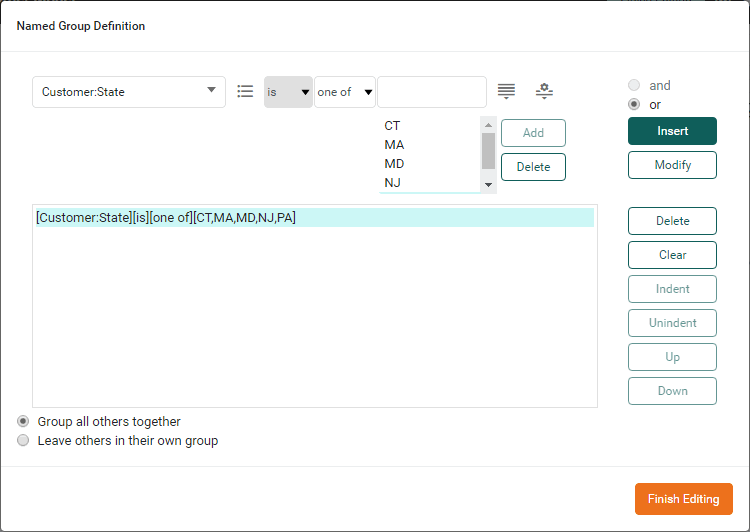 Named Group Definition
Customer:State is one of and
or
CT Add Insert
MA
MD Delete Modify
NJ
[Customer:State][is][one of][CT,MA,MD,NJ,PA] Delete
Clear
Indent
Unindent
Up
Down
Group all others together
Leave others in their own group
Finish Editing